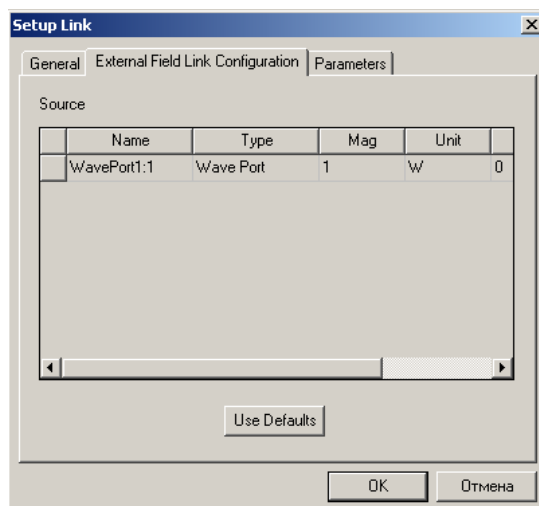 Setup Link
General External Field Link Configuration Parameters
Source
Name Type Mag Unit
WavePort1:1 Wave Port 1 W 0
Use Defaults
OK Отмена